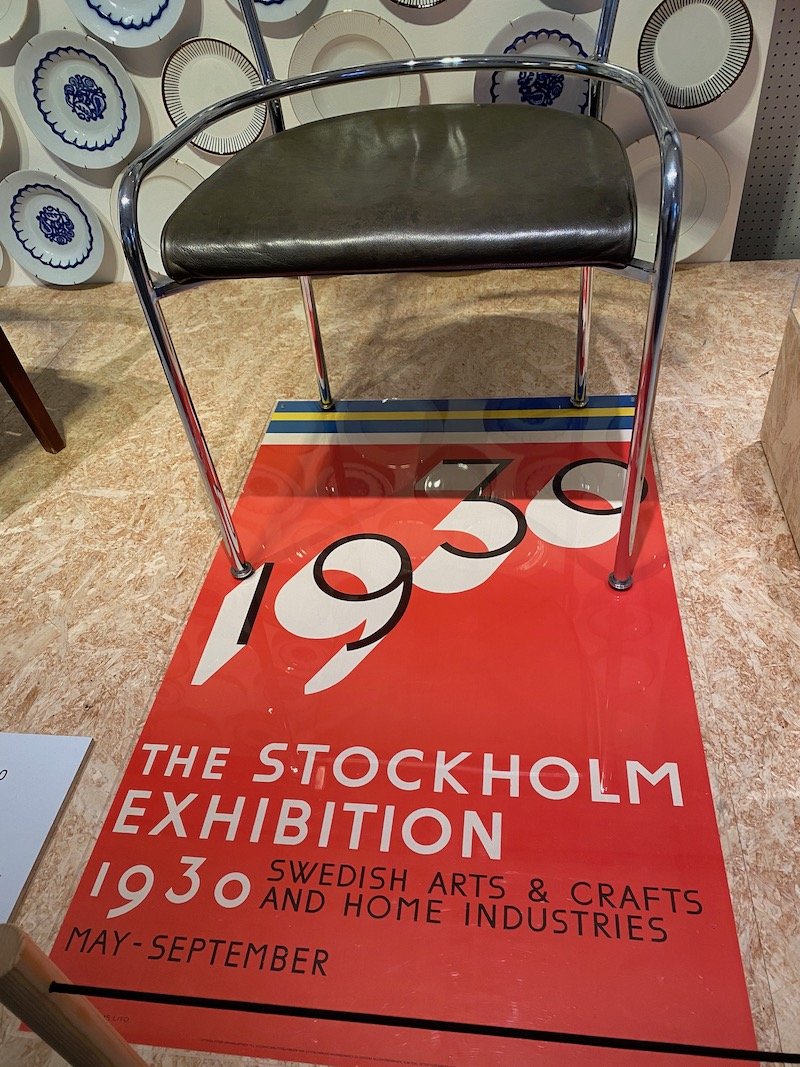 1930
THE STOCKHOLM
EXHIBITION
1930 SWEDISH ARTS & CRAFTS
AND HOME INDUSTRIES
MAY-SEPTEMBER